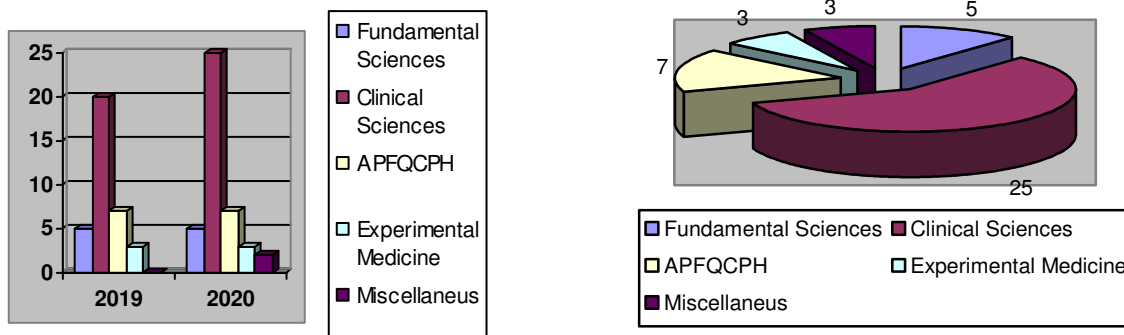 25
20
15
10
5
0
2019 2020
Fundamental
Sciences
Clinical
Sciences
APFQCPH
Experimental
Medicine
Miscellaneus
3 3 5
7
25
Fundamental Sciences Clinical Sciences
APFQCPH Experimental Medicine
Miscellaneus